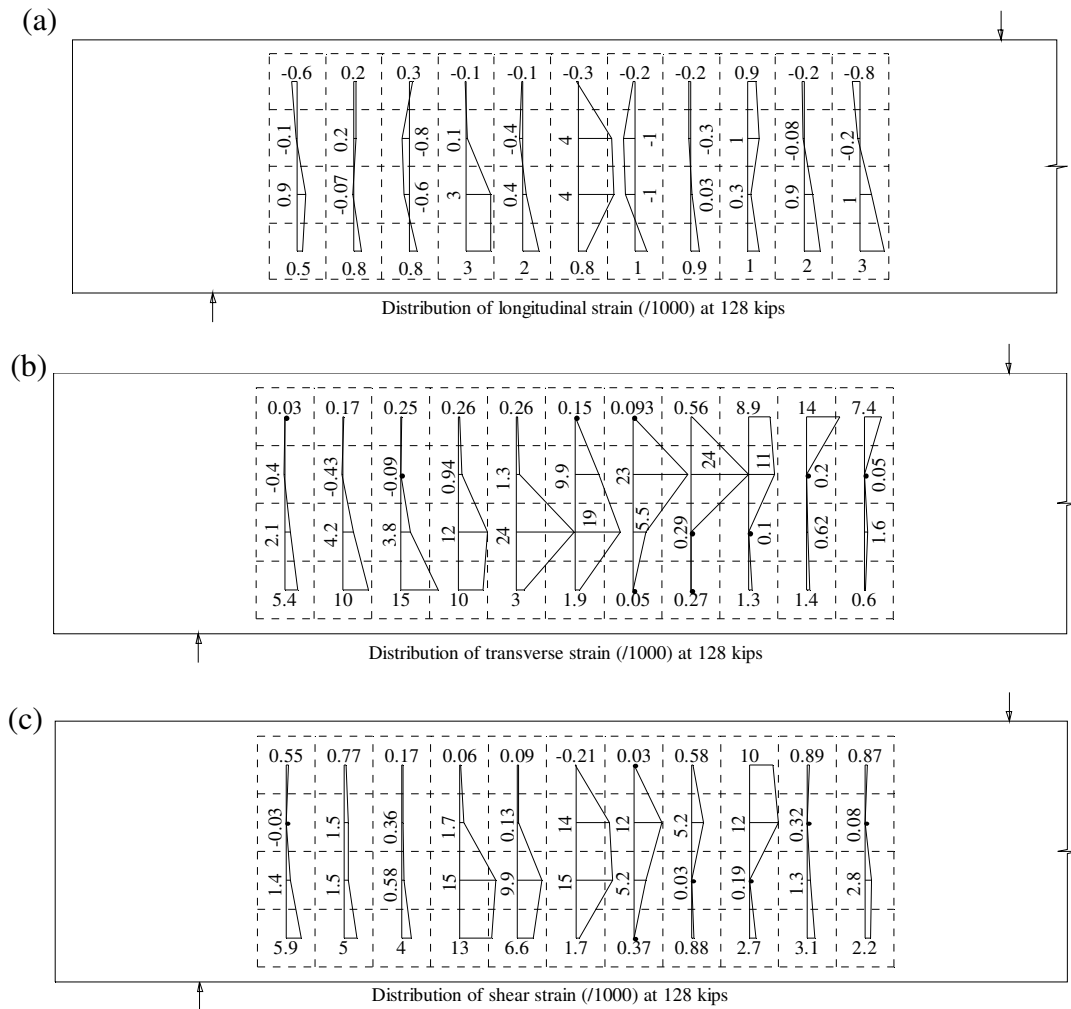 (a)
-0.6 0.2 0.3 -0.1 -0.1 -0.3 -0.2 -0.2 0.9 -0.2 -0.8
-0.1 0.2 -0.8 0.1 -0.4 4 -1 -0.3 1 -0.08 -0.2
0.9 -0.07 -0.6 3 0.4 4 -1 0.03 0.3 0.9 1
0.5 0.8 0.8 3 2 0.8 1 0.9 1 2 3
Distribution of longitudinal strain (/1000) at 128 kips
(b)
0.03 0.17 0.25 0.26 0.26 0.15 0.093 0.56 8.9 14 7.4
-0.4 -0.43 -0.09 0.94 1.3 9.9 23 24 11 0.2 0.05
2.1 4.2 3.8 12 24 19 5.5 0.29 0.1 0.62 1.6
5.4 10 15 10 3 1.9 0.05 0.27 1.3 1.4 0.6
Distribution of transverse strain (/1000) at 128 kips
(c)
0.55 0.77 0.17 0.06 0.09 -0.21 0.03 0.58 10 0.89 0.87
-0.03 1.5 0.36 1.7 0.13 14 12 5.2 12 0.32 0.08
1.4 1.5 0.58 15 9.9 15 5.2 0.03 0.19 1.3 2.8
5.9 5 4 13 6.6 1.7 0.37 0.88 2.7 3.1 2.2
Distribution of shear strain (/1000) at 128 kips